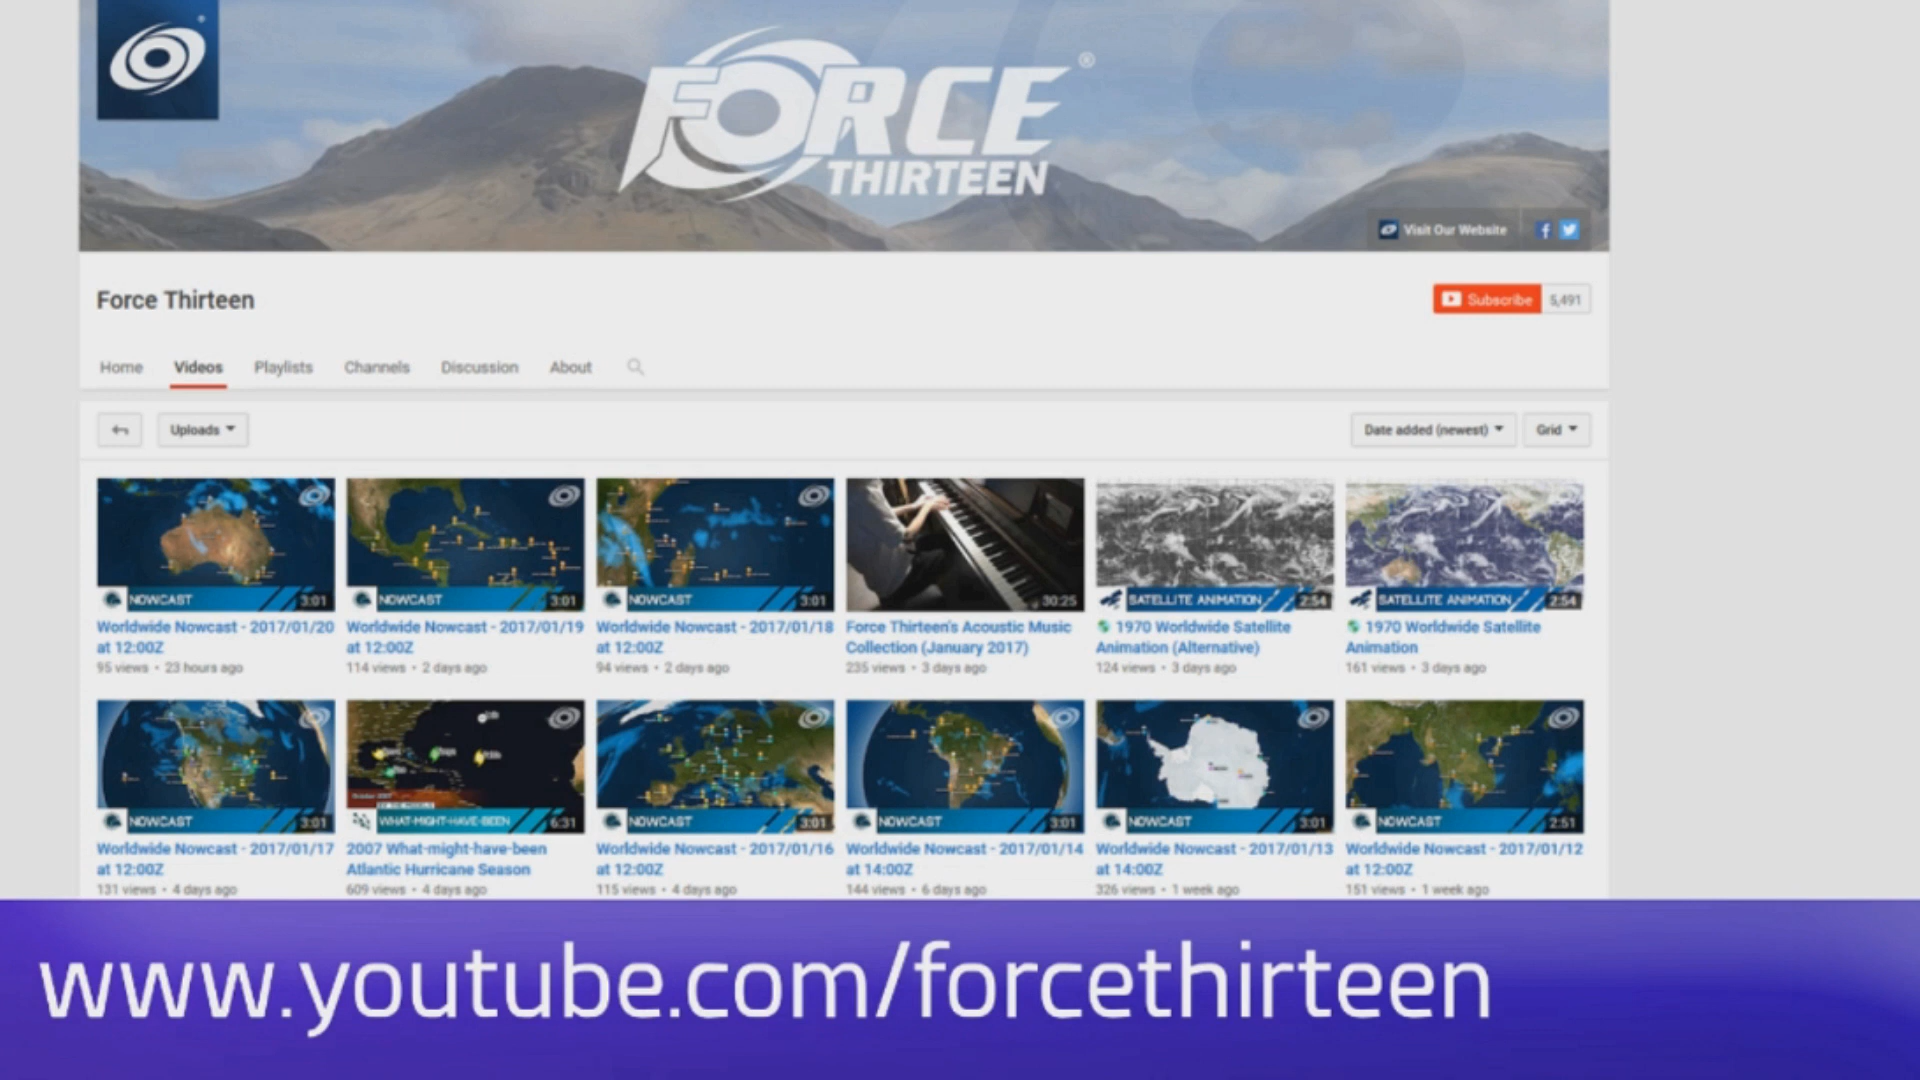 FORCE ®
THIRTEEN
Visit Our Website
Force Thirteen
Subscribe 5,491
Home Videos Playlists Channels Discussion About
Uploads Date added (newest) Grid
NOWCAST 3:01
NOWCAST 3:01
NOWCAST 3:01
30:25
SATELLITE ANIMATION 2:54
SATELLITE ANIMATION 2:54
Worldwide Nowcast - 2017/01/20
at 12:00Z
95 views • 23 hours ago
Worldwide Nowcast - 2017/01/19
at 12:00Z
114 views • 2 days ago
Worldwide Nowcast - 2017/01/18
at 12:00Z
94 views • 2 days ago
Force Thirteen's Acoustic Music
Collection (January 2017)
235 views • 3 days ago
1970 Worldwide Satellite
Animation (Alternative)
124 views • 3 days ago
1970 Worldwide Satellite
Animation
161 views • 3 days ago
NOWCAST 3:01
WHAT-MIGHT-HAVE-BEEN 6:31
NOWCAST 3:01
NOWCAST 3:01
NOWCAST 3:01
NOWCAST 2:51
Worldwide Nowcast - 2017/01/17
at 12:00Z
131 views • 4 days ago
2007 What-might-have-been
Atlantic Hurricane Season
609 views • 4 days ago
Worldwide Nowcast - 2017/01/16
at 12:00Z
115 views • 4 days ago
Worldwide Nowcast - 2017/01/14
at 14:00Z
144 views • 6 days ago
Worldwide Nowcast - 2017/01/13
at 14:00Z
326 views • 1 week ago
Worldwide Nowcast - 2017/01/12
at 12:00Z
151 views • 1 week ago
www.youtube.com/forcethirteen